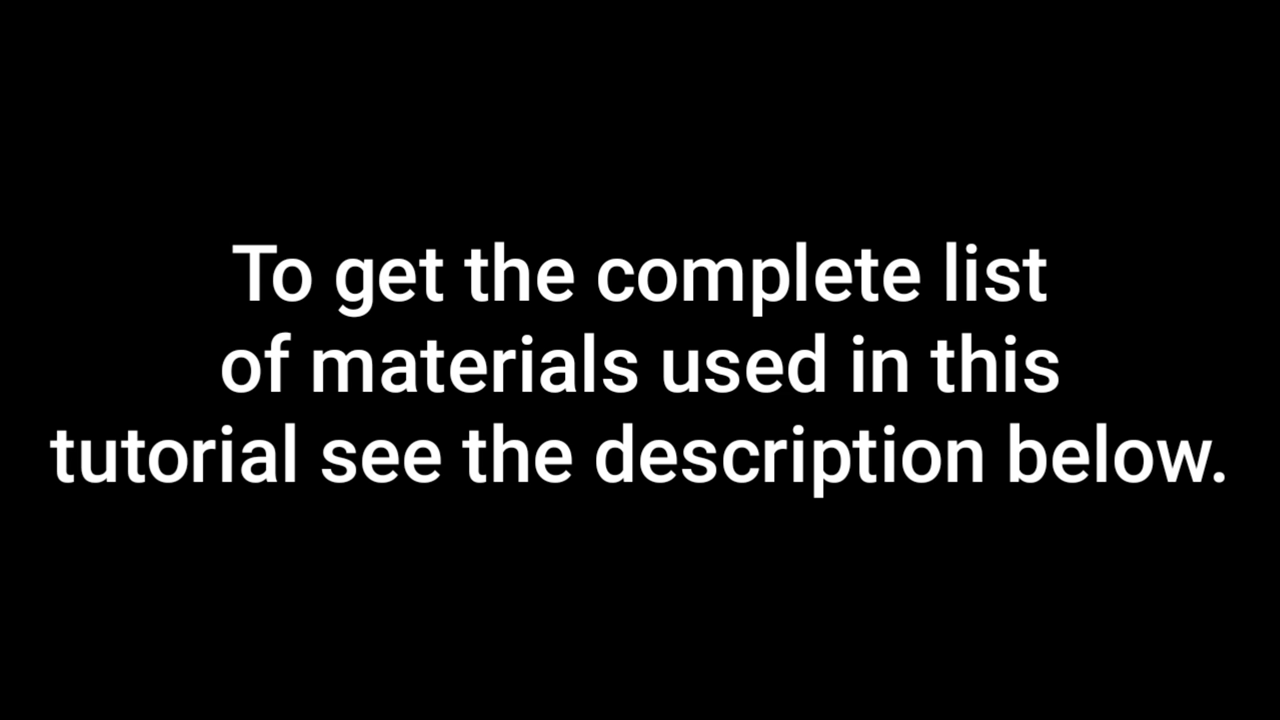 To get the complete list
of materials used in this
tutorial see the description below.